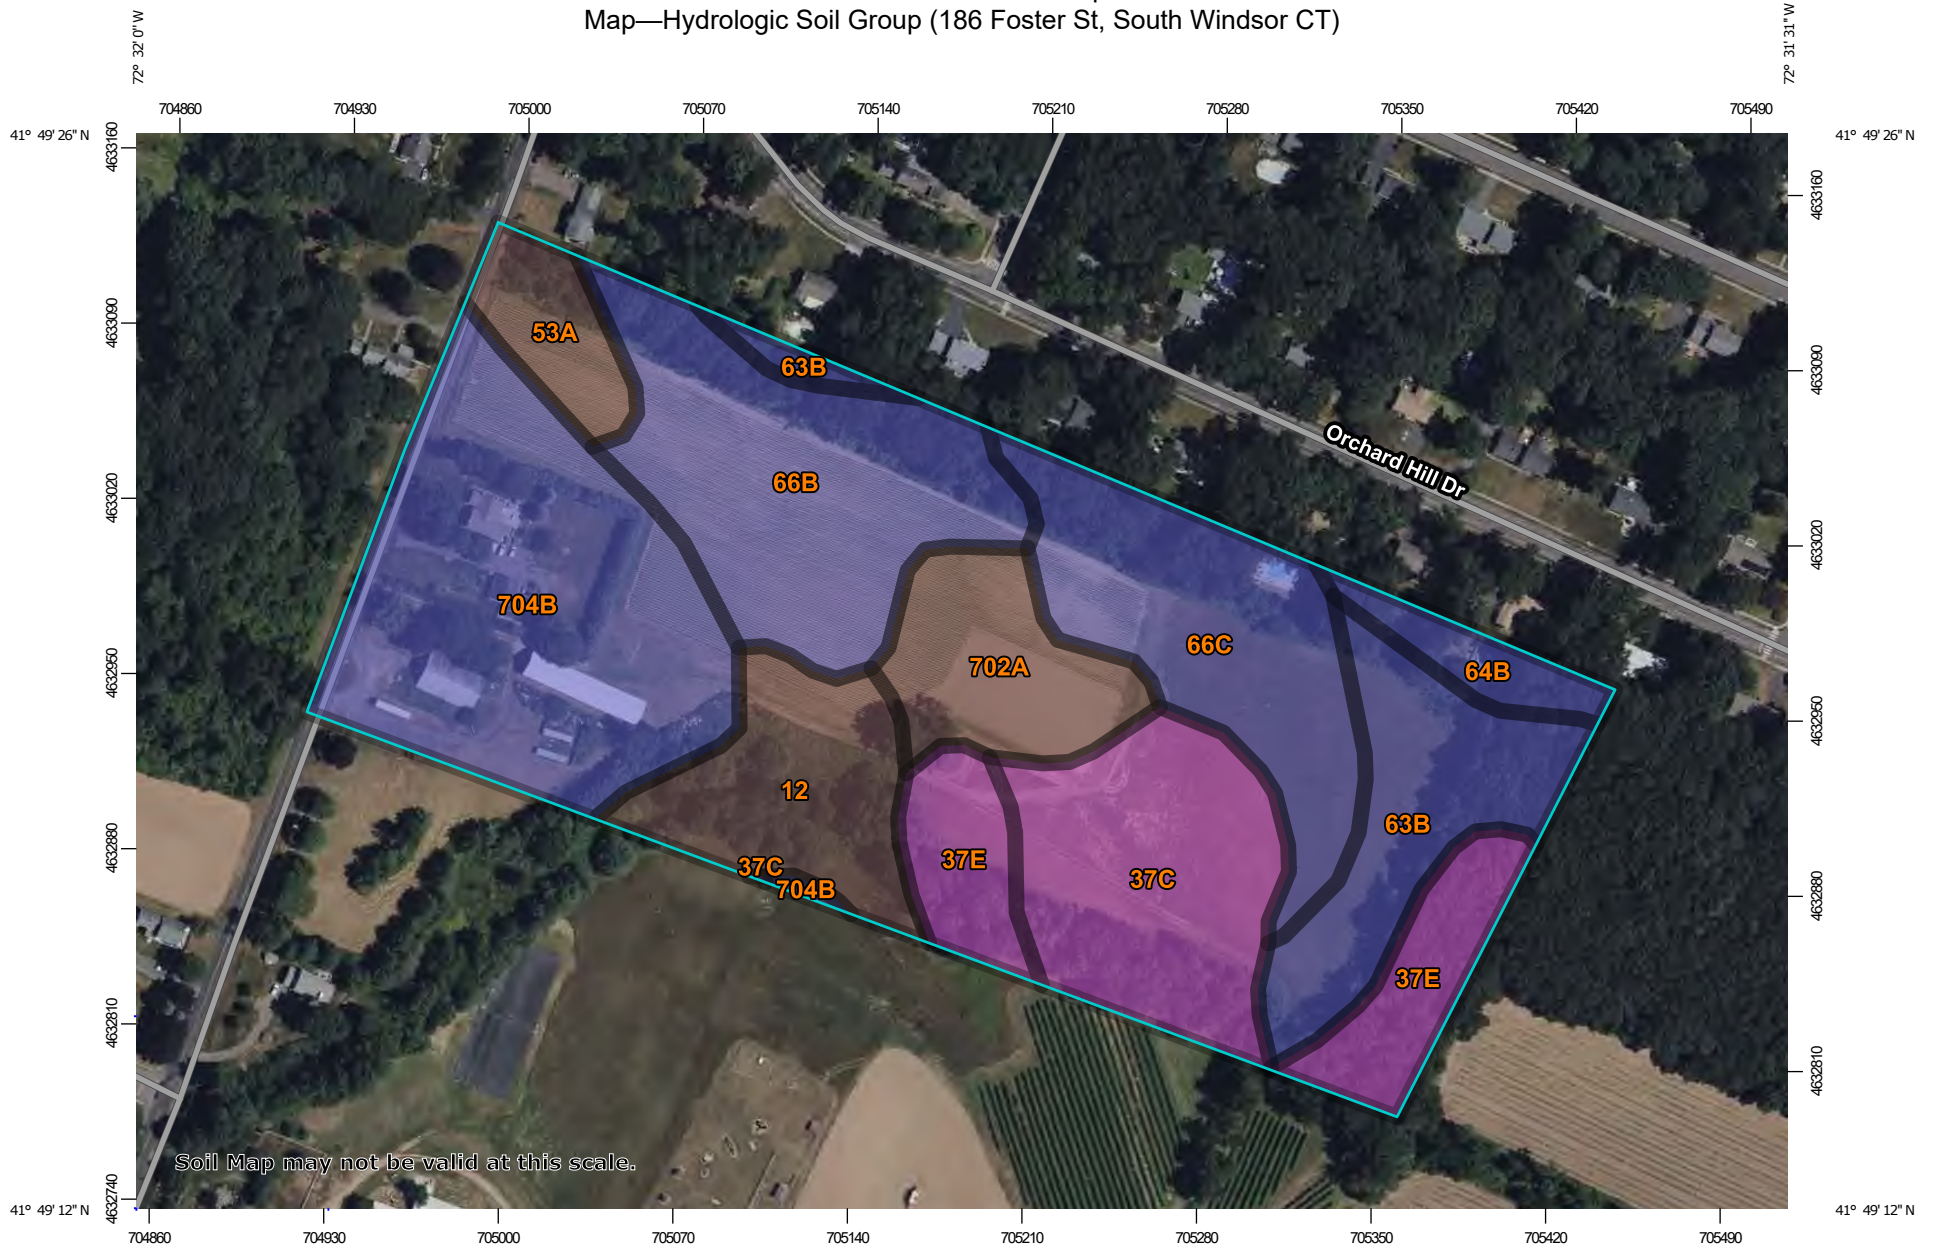 Map—Hydrologic Soil Group (186 Foster St, South Windsor CT)
72° 32' 0" W
72° 31' 31" W
704860 704930 705000 705070 705140 705210 705280 705350 705420 705490
41° 49' 26" N
41° 49' 26" N
4633160
4633160
4633090
4633090
4633020
4633020
4632950
4632950
4632880
4632880
4632810
4632810
4632740
53A
63B
Orchard Hill Dr
66B
704B
66C
702A
64B
12
63B
37E
37C
37C
704B
37E
Soil Map may not be valid at this scale.
41° 49' 12" N
41° 49' 12" N
704860 704930 705000 705070 705140 705210 705280 705350 705420 705490